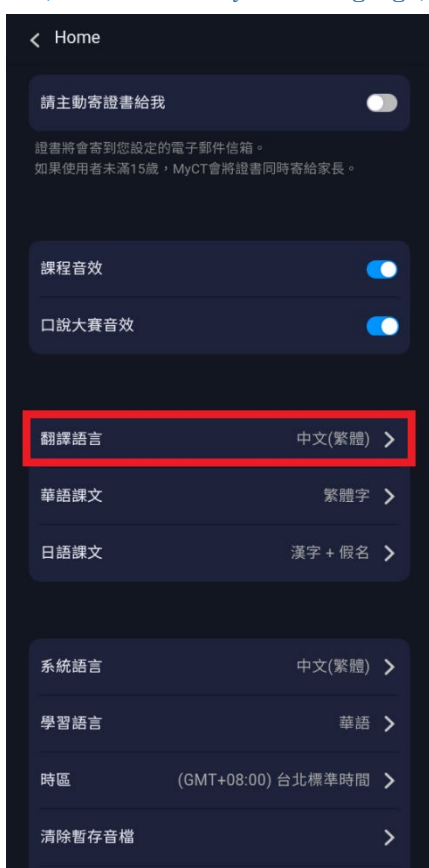 Home
請主動寄證書給我
證書將會寄到您設定的電子郵件信箱。
如果使用者未滿15歲，MyCT會將證書同時寄給家長。
課程音效
口說大賽音效
翻譯語言 中文(繁體)
華語課文 繁體字
日語課文 漢字 + 假名
系統語言 中文(繁體)
學習語言 華語
時區 (GMT+08:00) 台北標準時間
清除暫存音檔